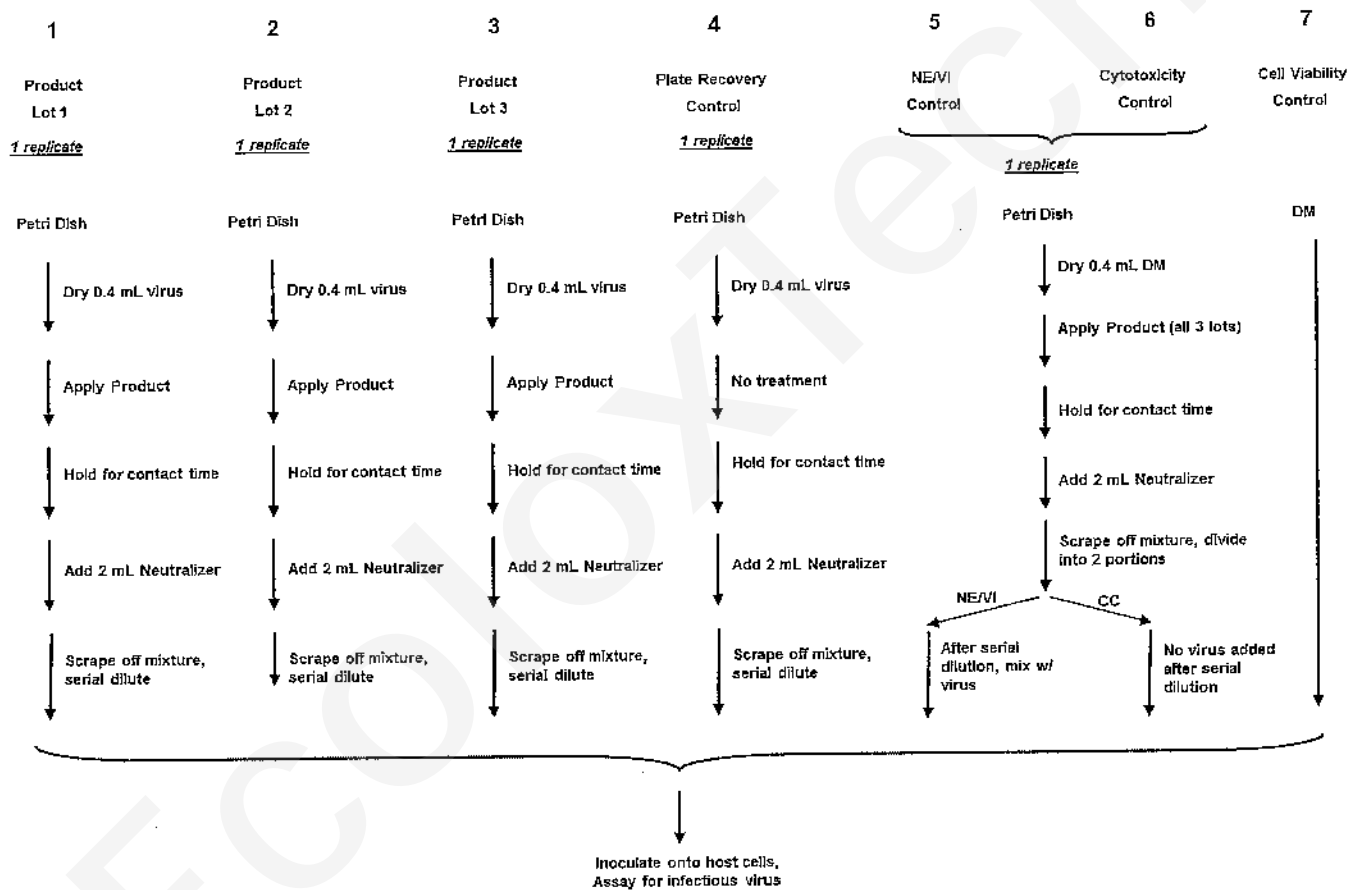 1
Product
Lot 1
1 replicate
Petri Dish
Dry 0.4 mL virus
Apply Product
Hold for contact time
Add 2 mL Neutralizer
Scrape off mixture,
serial dilute
2
Product
Lot 2
1 replicate
Petri Dish
Dry 0.4 mL virus
Apply Product
Hold for contact time
Add 2 mL Neutralizer
Scrape off mixture,
serial dilute
3
Product
Lot 3
1 replicate
Petri Dish
Dry 0.4 mL virus
Apply Product
Hold for contact time
Add 2 mL Neutralizer
Scrape off mixture,
serial dilute
4
Plate Recovery
Control
1 replicate
Petri Dish
Dry 0.4 mL virus
No treatment
Hold for contact time
Add 2 mL Neutralizer
Scrape off mixture,
serial dilute
5
NE/VI
Control
6
Cytotoxicity
Control
1 replicate
Petri Dish
Dry 0.4 mL DM
Apply Product (all 3 lots)
Hold for contact time
Add 2 mL Neutralizer
Scrape off mixture, divide
into 2 portions
NE/VI
CC
After serial
dilution, mix w/
virus
No virus added
after serial
dilution
7
Cell Viability
Control
DM
Inoculate onto host cells,
Assay for infectious virus
EcoloxTech